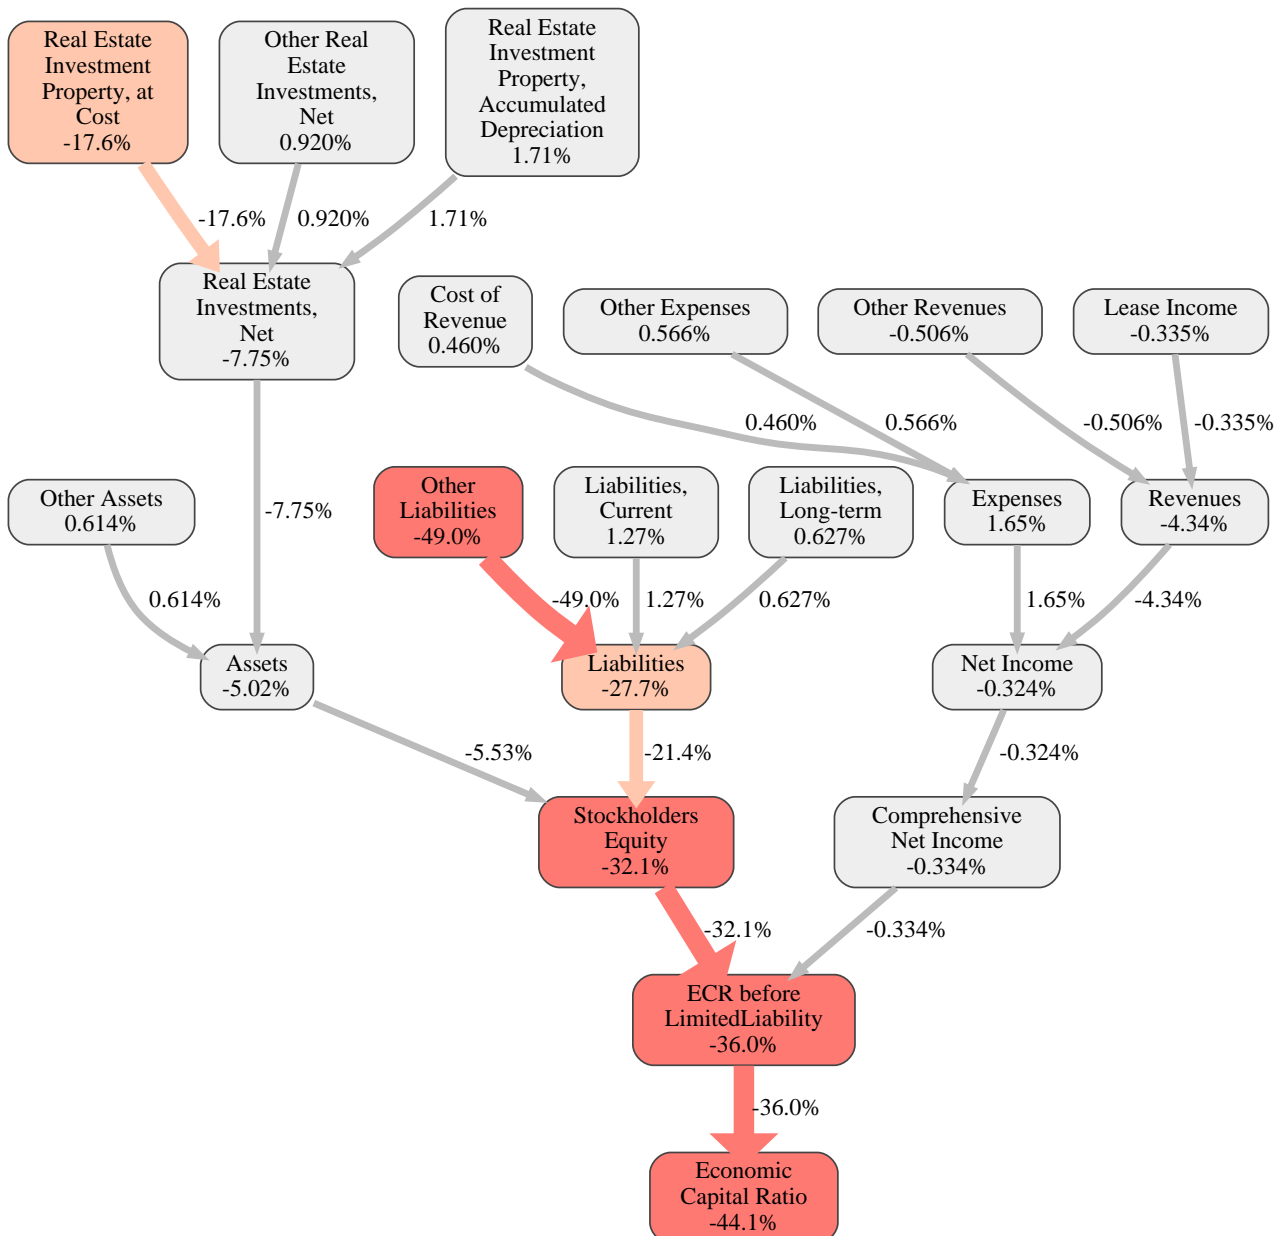 Real Estate
Investment
Property, at
Cost
-17.6%
Other Real
Estate
Investments,
Net
0.920%
Real Estate
Investment
Property,
Accumulated
Depreciation
1.71%
-17.6%
0.920%
1.71%
Real Estate
Investments,
Net
-7.75%
Cost of
Revenue
0.460%
Other Expenses
0.566%
Other Revenues
-0.506%
Lease Income
-0.335%
0.460%
0.566%
-0.506%
-0.335%
-7.75%
Other Assets
0.614%
Other
Liabilities
-49.0%
Liabilities,
Current
1.27%
Liabilities,
Long-term
0.627%
Expenses
1.65%
Revenues
-4.34%
0.614%
-49.0%
1.27%
0.627%
1.65%
-4.34%
Assets
-5.02%
Liabilities
-27.7%
Net Income
-0.324%
-5.53%
-21.4%
-0.324%
Stockholders
Equity
-32.1%
Comprehensive
Net Income
-0.334%
-32.1%
-0.334%
ECR before
LimitedLiability
-36.0%
-36.0%
Economic
Capital Ratio
-44.1%